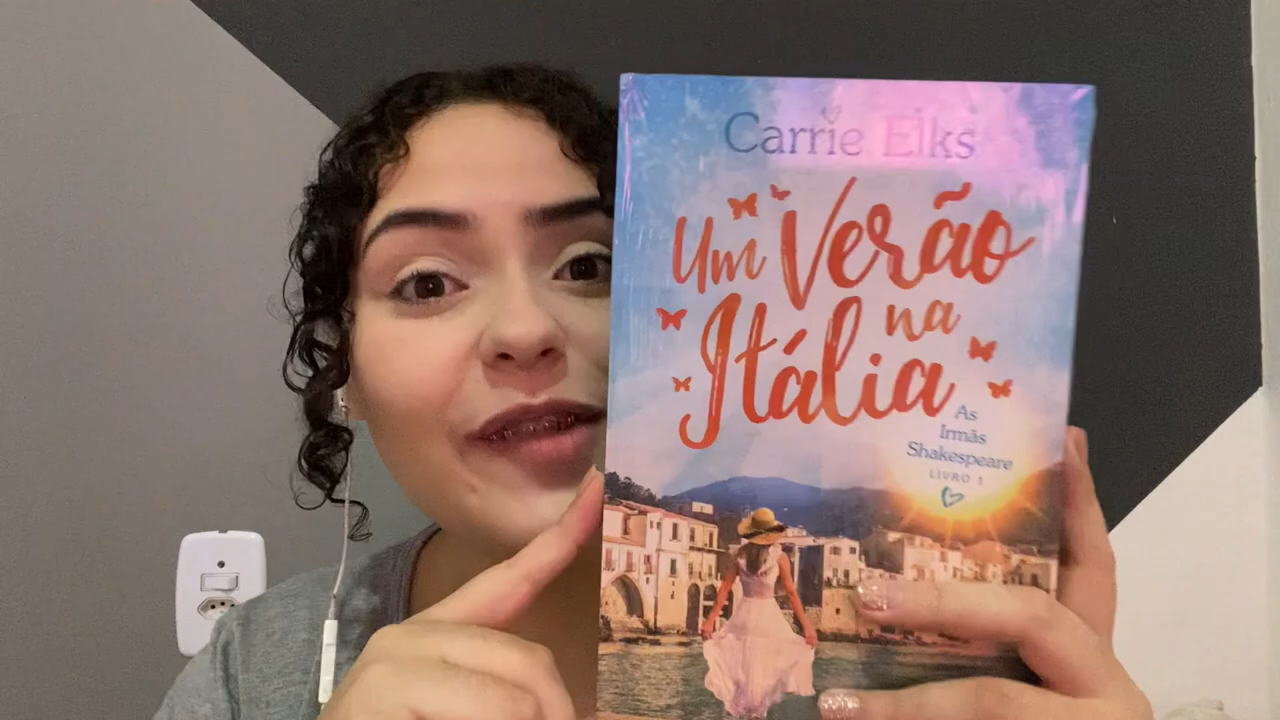 Carrie Elks
Um Verão
na
Itália
As
Irmãs
Shakespeare
LIVRO 1